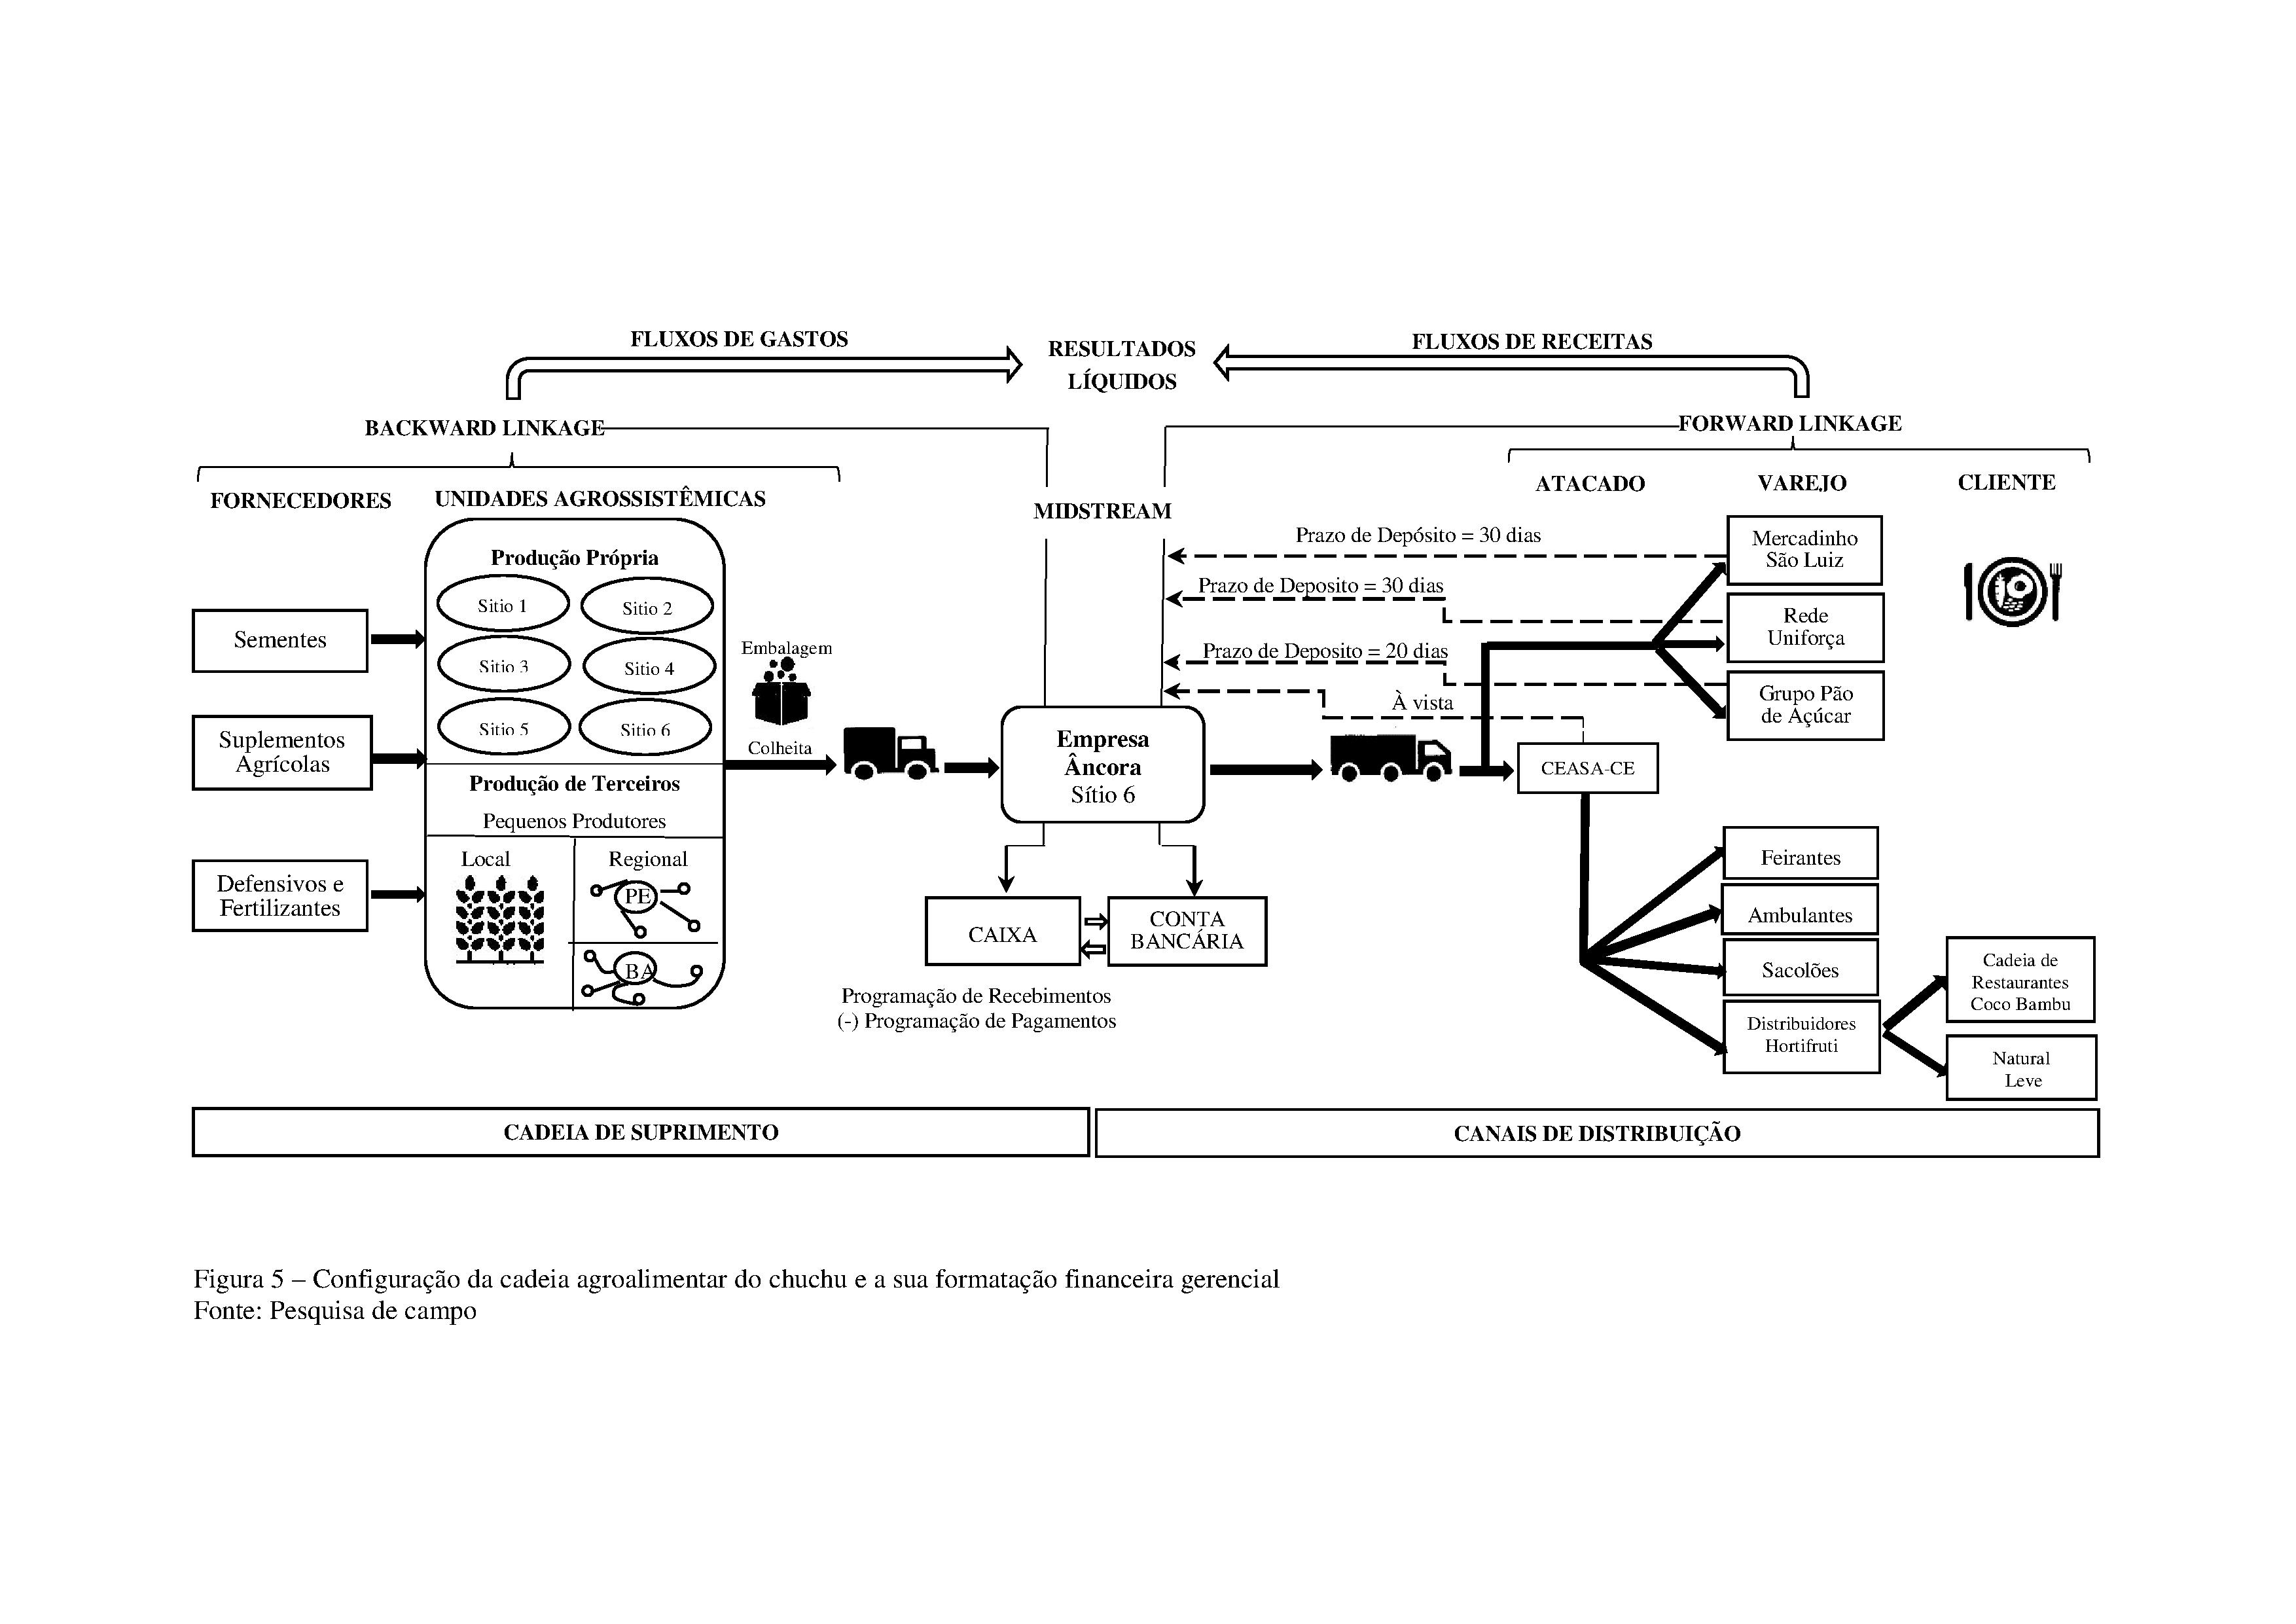 FLUXOS DE GASTOS
RESULTADOS
LÍQUIDOS
FLUXOS DE RECEITAS
BACKWARD LINKAGE
FORWARD LINKAGE
FORNECEDORES
UNIDADES AGROSSISTÊMICAS
MIDSTREAM
ATACADO
VAREJO
CLIENTE
Sementes
Suplementos
Agrícolas
Defensivos e
Fertilizantes
Produção Própria
Sitio 1
Sitio 2
Sitio 3
Sitio 4
Sitio 5
Sitio 6
Produção de Terceiros
Pequenos Produtores
Local
Regional
PE
BA
Embalagem
Colheita
Empresa
Âncora
Sítio 6
CAIXA
CONTA
BANCÁRIA
Programação de Recebimentos
(-) Programação de Pagamentos
Prazo de Depósito = 30 dias
Prazo de Deposito = 30 dias
Prazo de Deposito = 20 dias
À vista
CEASA-CE
Mercadinho
São Luiz
Rede
Uniforça
Grupo Pão
de Açúcar
Feirantes
Ambulantes
Sacolões
Distribuidores
Hortifruti
Cadeia de
Restaurantes
Coco Bambu
Natural
Leve
CADEIA DE SUPRIMENTO
CANAIS DE DISTRIBUIÇÃO
Figura 5 – Configuração da cadeia agroalimentar do chuchu e a sua formatação financeira gerencial
Fonte: Pesquisa de campo